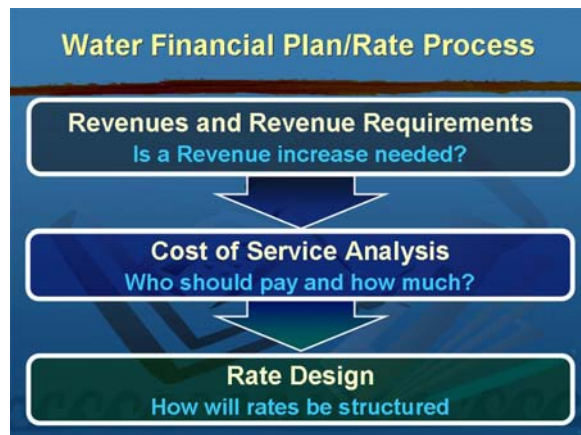 Water Financial Plan/Rate Process
Revenues and Revenue Requirements
Is a Revenue increase needed?
Cost of Service Analysis
Who should pay and how much?
Rate Design
How will rates be structured